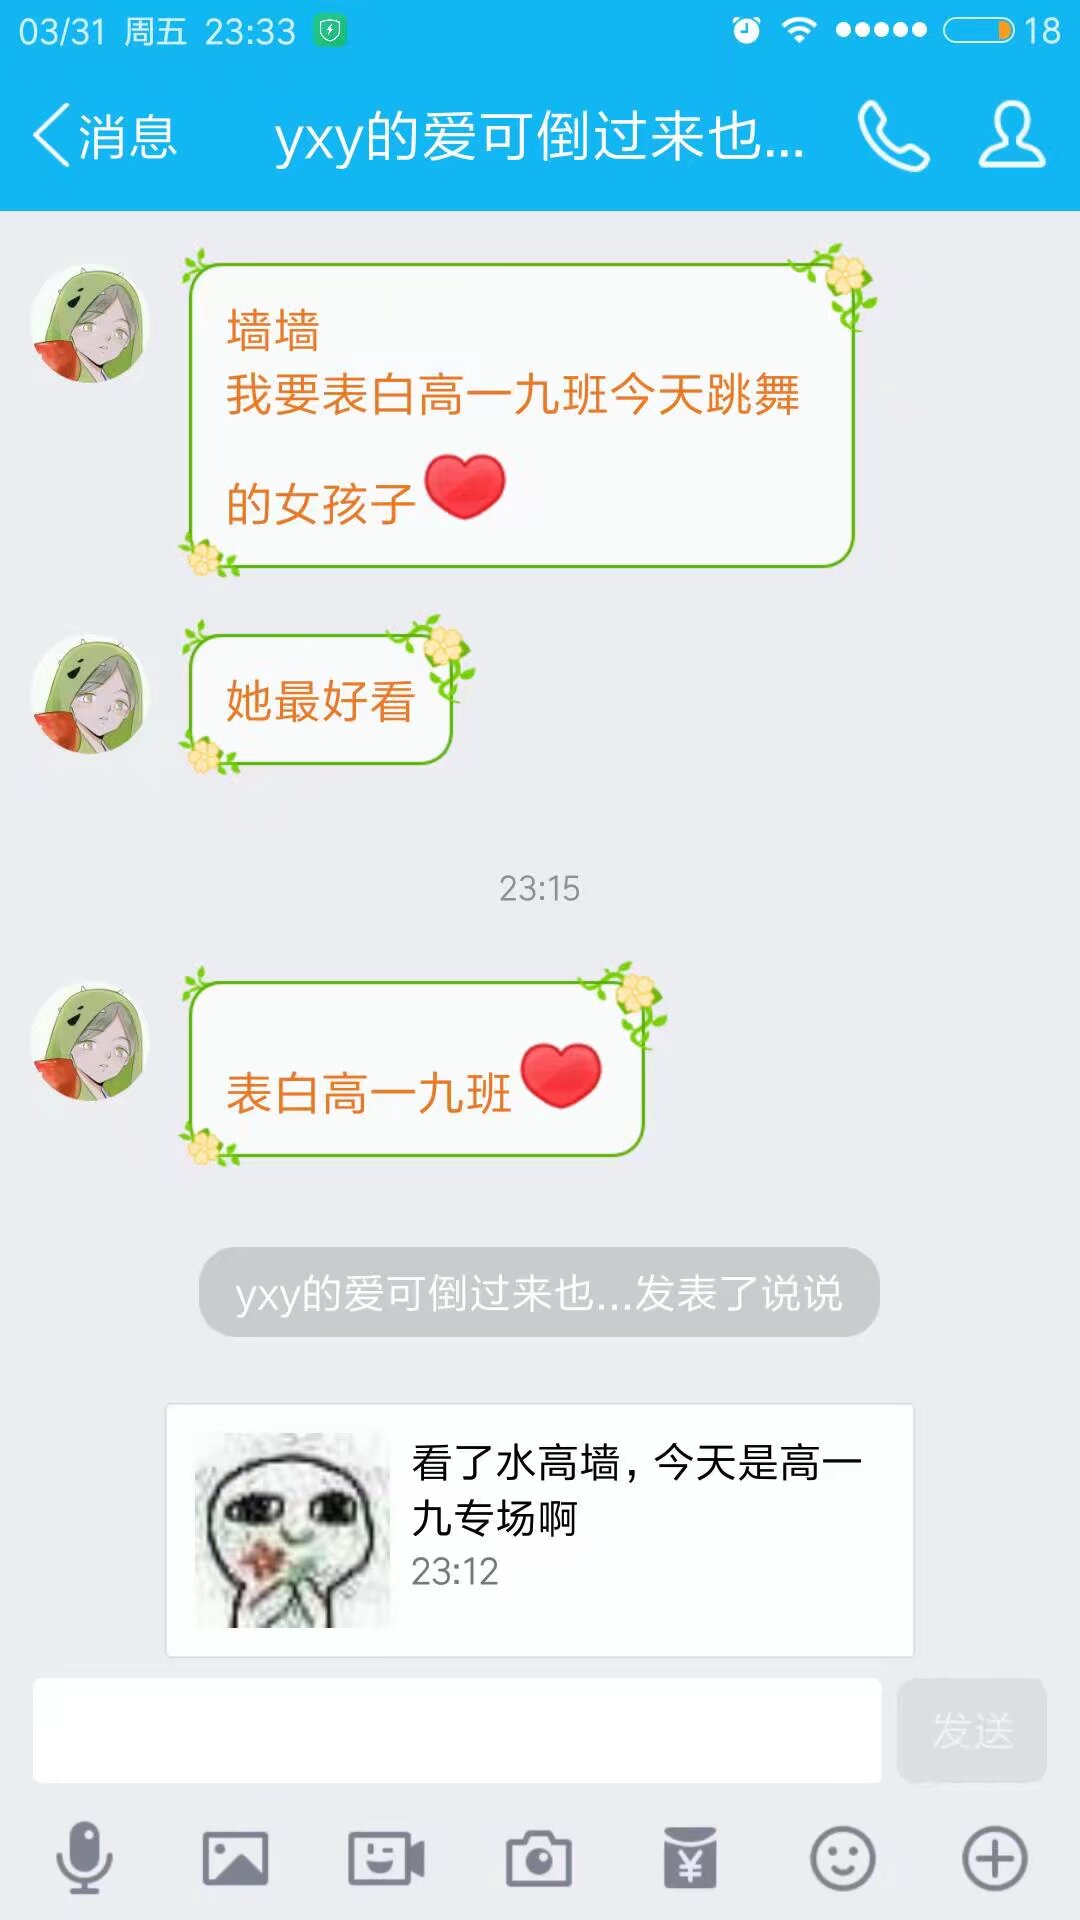 03/31 周五 23:33
18
消息
yxy的爱可倒过来也...
墙墙
我要表白高一九班今天跳舞
的女孩子
她最好看
23:15
表白高一九班
yxy的爱可倒过来也...发表了说说
看了水高墙，今天是高一
九专场啊
23:12
发送